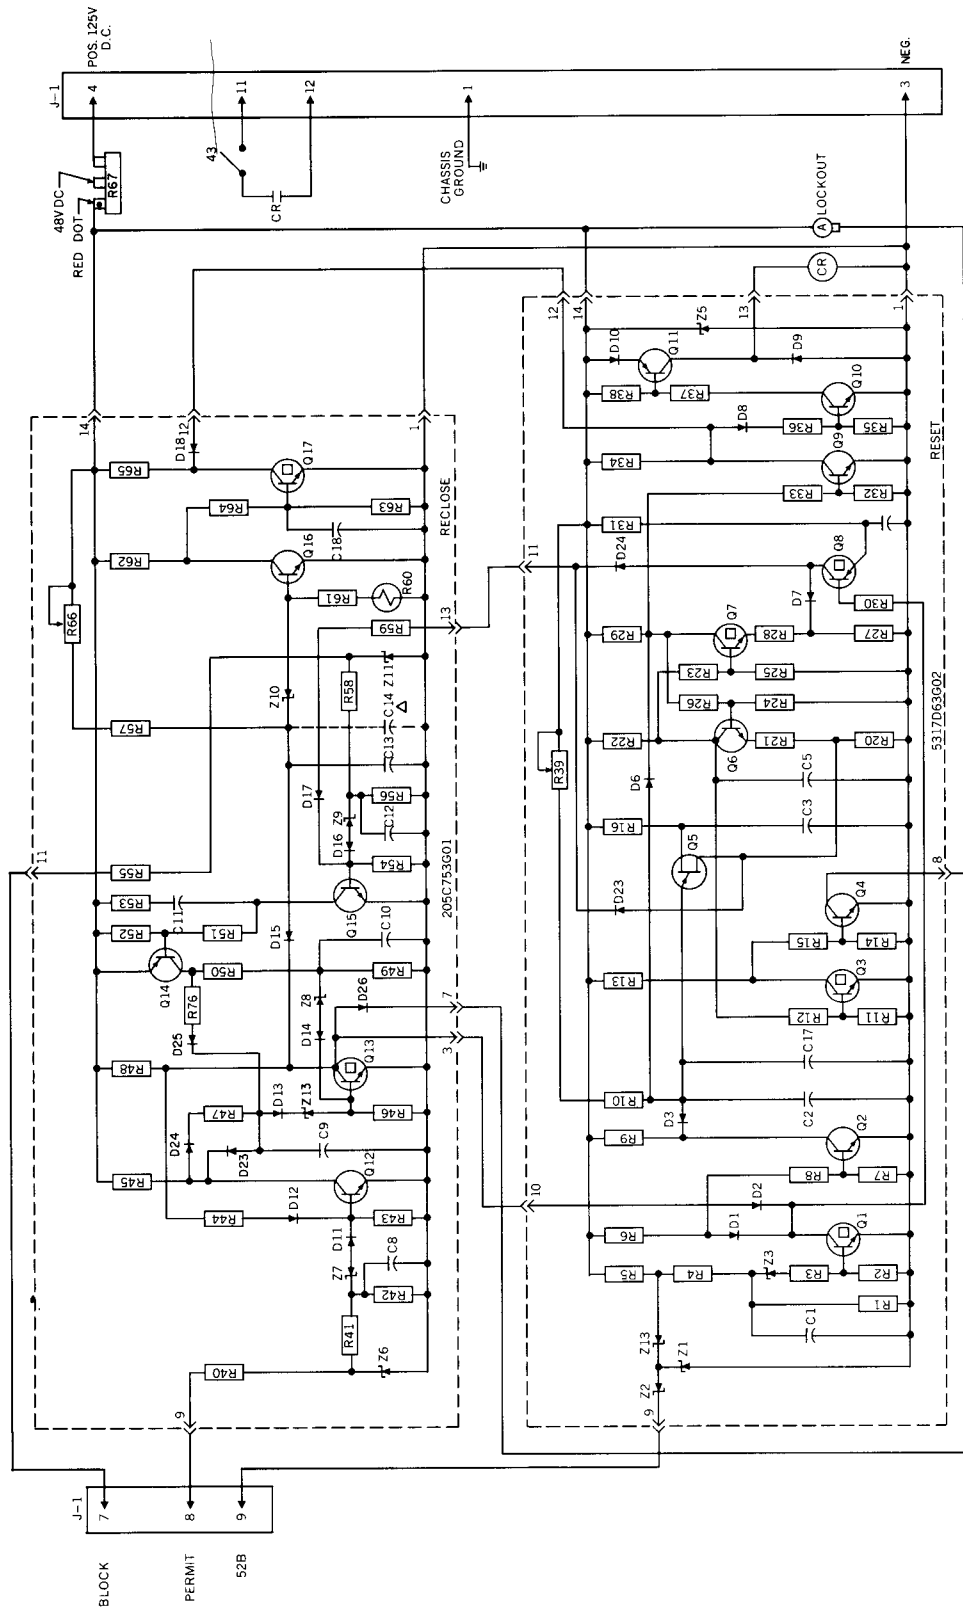 J-1
BLOCK
7
PERMIT
8
52B
9
9
11
R40
Z6
R41
R42
C8
Z7
D11
R43
R44
D12
Q12
R45
D24
D23
C9
R47
D13
Z13
R46
R48
D25
R76
Q14
R50
R52
R51
R53
C11
R55
Q13
D14
Z8
D26
R49
C10
D15
Q15
R54
D16
Z9
C12
R56
D17
R58
Z11
R59
C13
C14
R57
Z10
R61
R60
R66
R62
Q16
C18
R64
R63
R65
D18
Q17
3
7
13
14
12
1
205C753G01
RECLOSE
RED DOT
48VDC
R67
J-1
4
POS. 125V
D.C.
43
11
12
CR
CHASSIS
GROUND
1
3
NEG.
A
LOCKOUT
CR
9
Z2
Z13
Z1
C1
R1
R5
R4
Z3
R3
R2
Q1
R6
D1
D2
10
R8
R7
Q2
R9
D3
R10
C2
C17
R12
R11
Q3
R13
R15
R14
Q4
8
D23
Q5
R16
C3
C5
D6
R39
R22
Q6
R21
R20
R26
R24
R23
R25
Q7
R29
R28
R27
D7
D24
11
Q8
R30
R31
R33
R32
Q9
R34
D8
R36
R35
Q10
R38
R37
D10
Q11
D9
Z5
12
14
13
1
5317D63G02
RESET